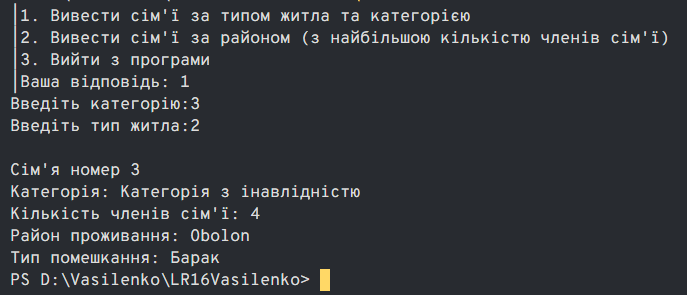 1. Вивести сім'ї за типом житла та категорією
2. Вивести сім'ї за районом (з найбільшою кількістю членів сім'ї)
3. Вийти з програми
Ваша відповідь: 1
Введіть категорію:3
Введіть тип житла:2
Сім'я номер 3
Категорія: Категорія з інавлідністю
Кількість членів сім'ї: 4
Район проживання: Obolon
Тип помешкання: Барак
PS D:\Vasilenko\LR16Vasilenko>